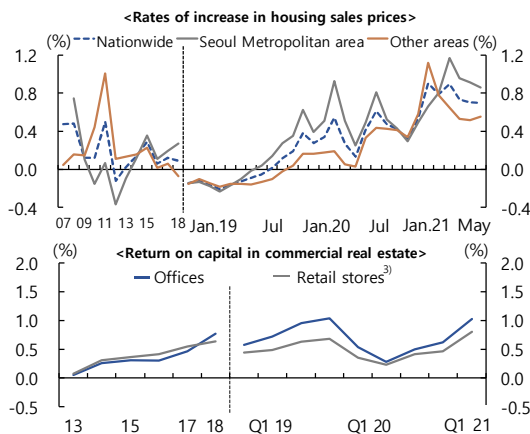 <Rates of increase in housing sales prices>
(%) Nationwide Seoul Metropolitan area Other areas (%)
1.2 1.2
0.8 0.8
0.4 0.4
0.0 0.0
-0.4 -0.4
07 09 11 13 15 18 Jan.19 Jul Jan.20 Jul Jan.21 May
<Return on capital in commercial real estate>
(%) (%)
2.0 2.0
Offices Retail stores3)
1.5 1.5
1.0 1.0
0.5 0.5
0.0 0.0
-0.5 -0.5
13 15 17 18 Q1 19 Q1 20 Q1 21